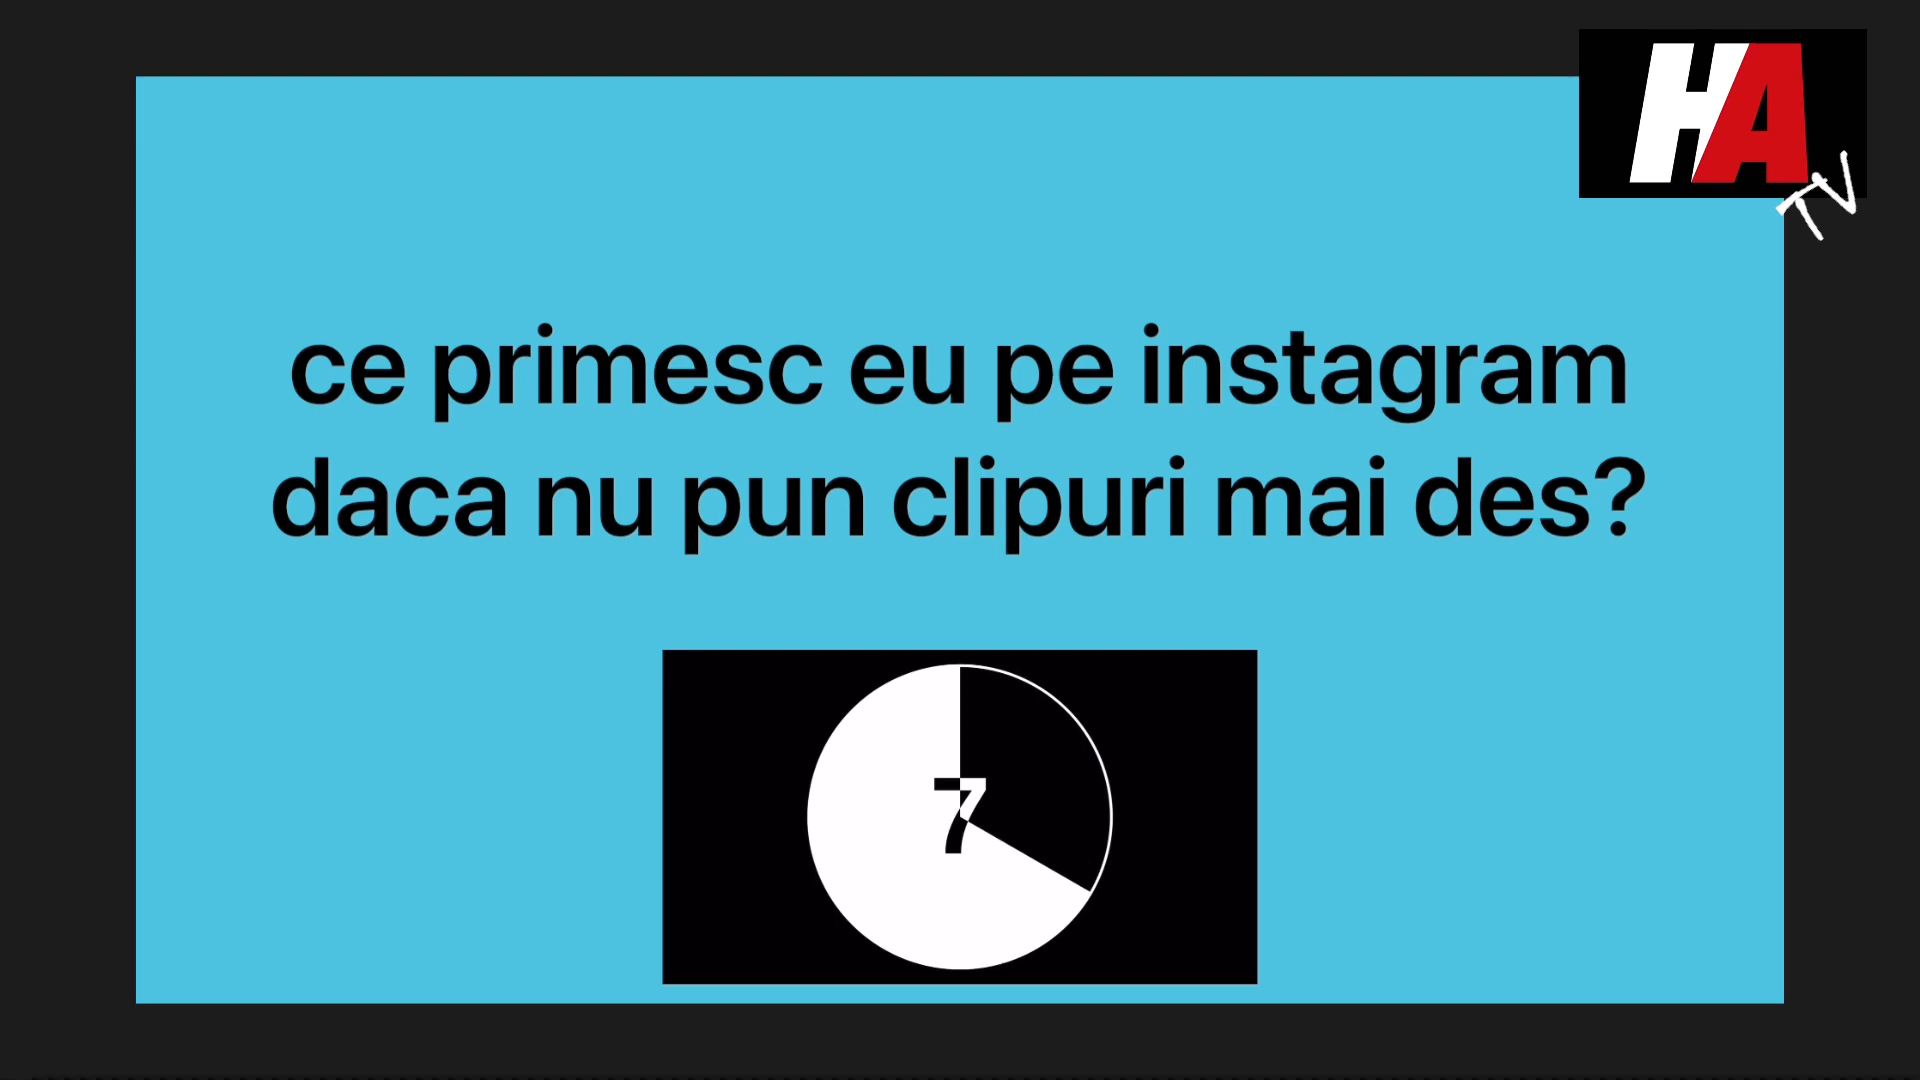 HA
TV
ce primesc eu pe instagram
daca nu pun clipuri mai des?
7